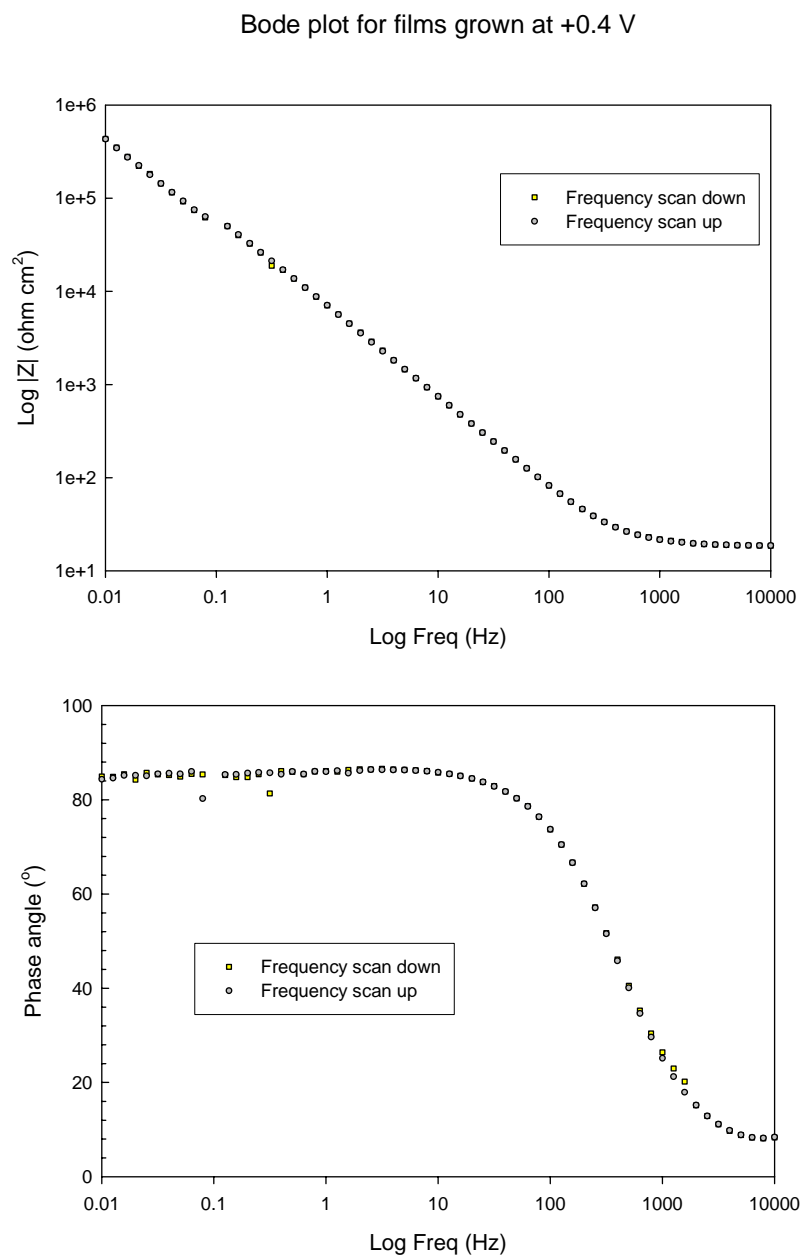 Bode plot for films grown at +0.4 V
1e+6
1e+5
1e+4
1e+3
1e+2
1e+1
Log |Z| (ohm cm²)
Frequency scan down
Frequency scan up
0.01 0.1 1 10 100 1000 10000
Log Freq (Hz)
100
80
60
40
20
0
Phase angle (°)
Frequency scan down
Frequency scan up
0.01 0.1 1 10 100 1000 10000
Log Freq (Hz)